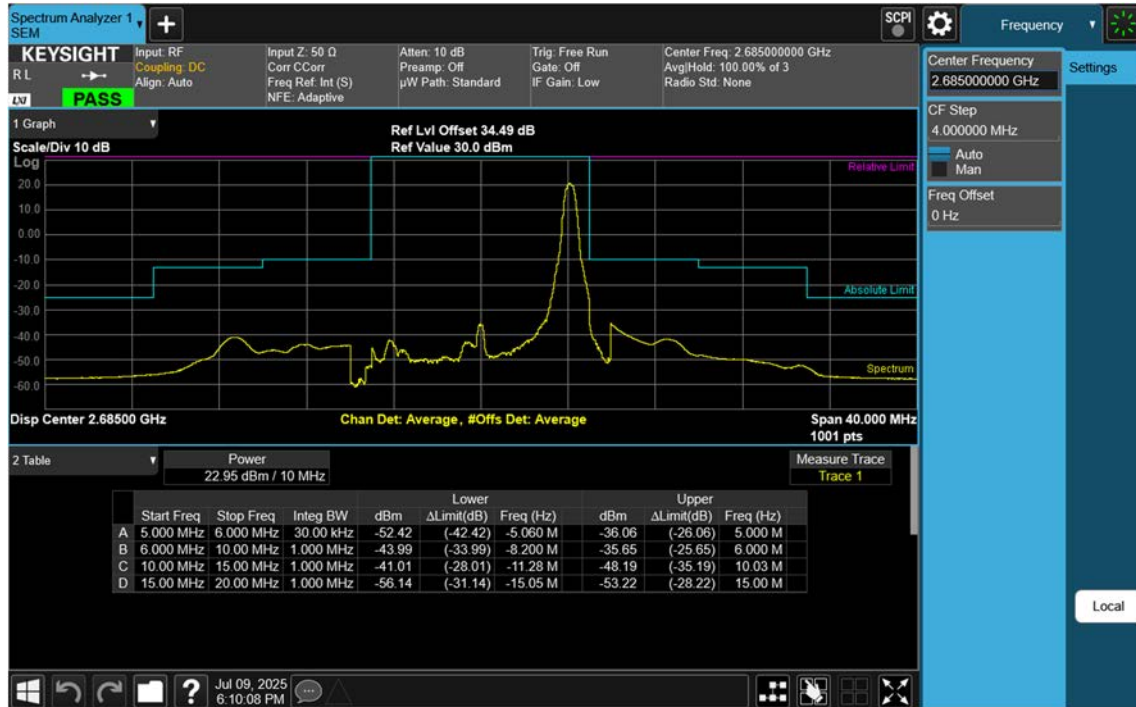 Spectrum Analyzer 1
SEM
+
SCPI
Frequency
KEYSIGHT
R L
LXI
PASS
Input: RF
Coupling: DC
Align: Auto
Input Z: 50 Ω
Corr CCorr
Freq Ref: Int (S)
NFE: Adaptive
Atten: 10 dB
Preamp: Off
µW Path: Standard
Trig: Free Run
Gate: Off
IF Gain: Low
Center Freq: 2.685000000 GHz
Avg|Hold: 100.00% of 3
Radio Std: None
Center Frequency
2.685000000 GHz
Settings
CF Step
4.000000 MHz
Auto
Man
Freq Offset
0 Hz
1 Graph
Scale/Div 10 dB
Ref Lvl Offset 34.49 dB
Ref Value 30.0 dBm
Log
Relative Limit
20.0
10.0
0.00
-10.0
-20.0
Absolute Limit
-30.0
-40.0
-50.0
Spectrum
-60.0
Disp Center 2.68500 GHz
Chan Det: Average, #Offs Det: Average
Span 40.000 MHz
1001 pts
2 Table
Power
22.95 dBm / 10 MHz
Measure Trace
Trace 1
Lower Upper
Start Freq Stop Freq Integ BW dBm ΔLimit(dB) Freq (Hz) dBm ΔLimit(dB) Freq (Hz)
A 5.000 MHz 6.000 MHz 30.00 kHz -52.42 (-42.42) -5.060 M -36.06 (-26.06) 5.000 M
B 6.000 MHz 10.00 MHz 1.000 MHz -43.99 (-33.99) -8.200 M -35.65 (-25.65) 6.000 M
C 10.00 MHz 15.00 MHz 1.000 MHz -41.01 (-28.01) -11.28 M -48.19 (-35.19) 10.03 M
D 15.00 MHz 20.00 MHz 1.000 MHz -56.14 (-31.14) -15.05 M -53.22 (-28.22) 15.00 M
Local
?
Jul 09, 2025
6:10:08 PM